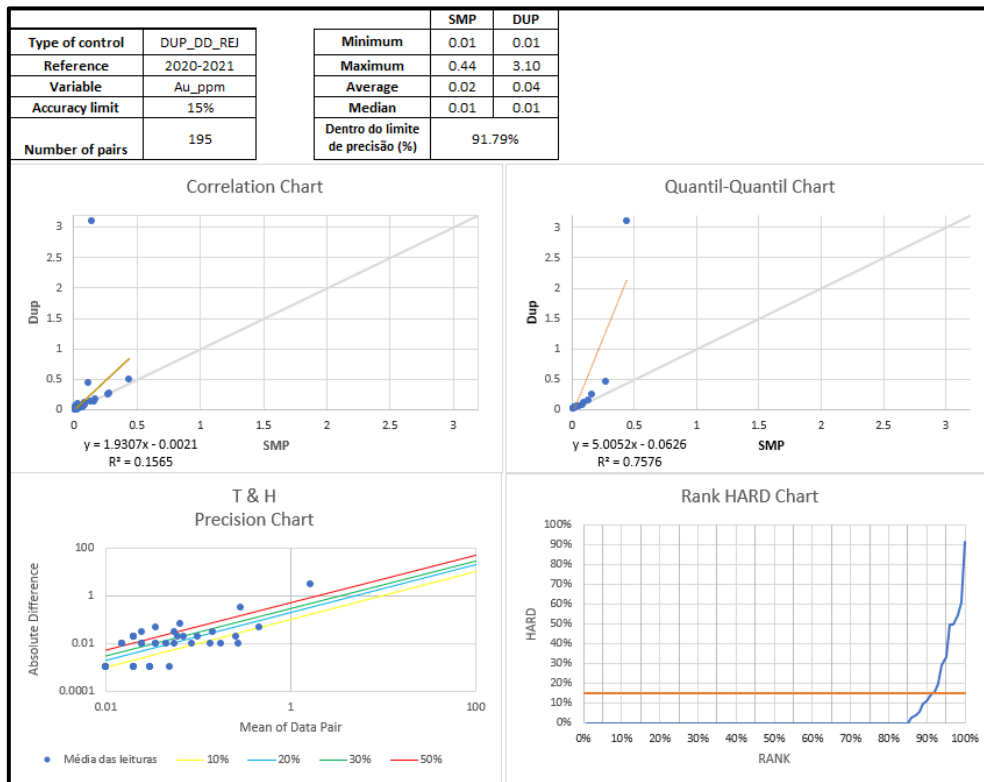 SMP DUP
Type of control DUP_DD_REJ
Reference 2020-2021
Variable Au_ppm
Accuracy limit 15%
Number of pairs 195
Minimum 0.01 0.01
Maximum 0.44 3.10
Average 0.02 0.04
Median 0.01 0.01
Dentro do limite
de precisão (%) 91.79%
Correlation Chart
Dup
3
2.5
2
1.5
1
0.5
0
0 0.5 1 1.5 2 2.5 3
y = 1.9307x - 0.0021
SMP
R² = 0.1565
Quantil-Quantil Chart
Dup
3
2.5
2
1.5
1
0.5
0
0 0.5 1 1.5 2 2.5 3
y = 5.0052x - 0.0626
SMP
R² = 0.7576
T & H
Precision Chart
Absolute Difference
100
1
0.01
0.0001
0.01 1 100
Mean of Data Pair
Média das leituras 10% 20% 30% 50%
Rank HARD Chart
HARD
100%
90%
80%
70%
60%
50%
40%
30%
20%
10%
0%
0% 10% 20% 30% 40% 50% 60% 70% 80% 90% 100%
RANK